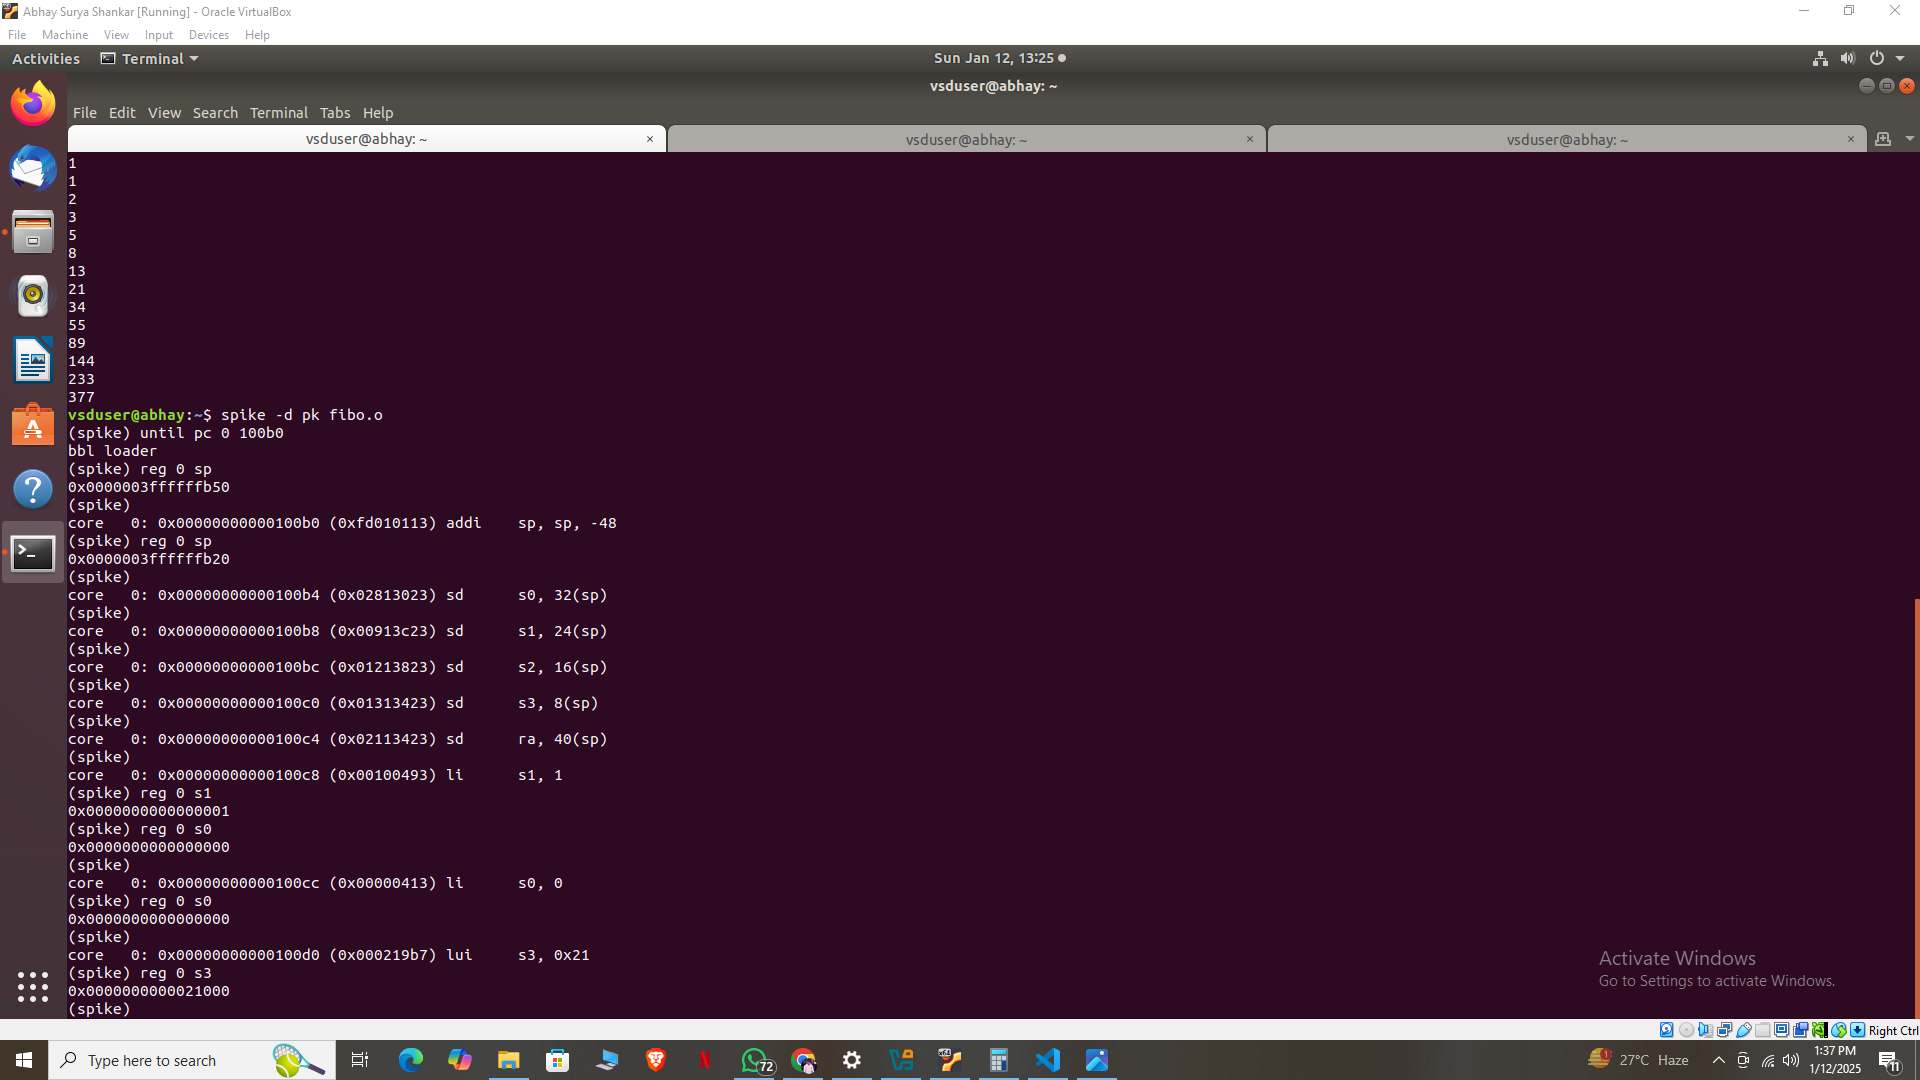 Abhay Surya Shankar [Running] - Oracle VirtualBox
File Machine View Input Devices Help
Activities Terminal Sun Jan 12, 13:25
vsduser@abhay: ~
File Edit View Search Terminal Tabs Help
vsduser@abhay: ~ × vsduser@abhay: ~ × vsduser@abhay: ~ ×
1
1
2
3
5
8
13
21
34
55
89
144
233
377
vsduser@abhay:~$ spike -d pk fibo.o
(spike) until pc 0 100b0
bbl loader
(spike) reg 0 sp
0x0000003ffffffb50
(spike)
core   0: 0x00000000000100b0 (0xfd010113) addi    sp, sp, -48
(spike) reg 0 sp
0x0000003ffffffb20
(spike)
core   0: 0x00000000000100b4 (0x02813023) sd      s0, 32(sp)
(spike)
core   0: 0x00000000000100b8 (0x00913c23) sd      s1, 24(sp)
(spike)
core   0: 0x00000000000100bc (0x01213823) sd      s2, 16(sp)
(spike)
core   0: 0x00000000000100c0 (0x01313423) sd      s3, 8(sp)
(spike)
core   0: 0x00000000000100c4 (0x02113423) sd      ra, 40(sp)
(spike)
core   0: 0x00000000000100c8 (0x00100493) li      s1, 1
(spike) reg 0 s1
0x0000000000000001
(spike) reg 0 s0
0x0000000000000000
(spike)
core   0: 0x00000000000100cc (0x00000413) li      s0, 0
(spike) reg 0 s0
0x0000000000000000
(spike)
core   0: 0x00000000000100d0 (0x000219b7) lui     s3, 0x21
(spike) reg 0 s3
0x0000000000021000
(spike)
Activate Windows
Go to Settings to activate Windows.
Right Ctrl
Type here to search
72
27°C Haze
1:37 PM
1/12/2025
11